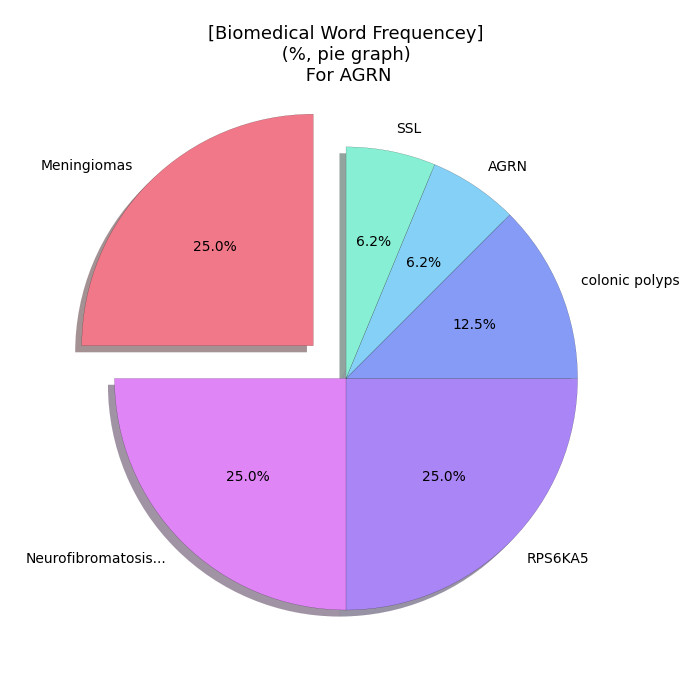 [Biomedical Word Frequencey]
(%, pie graph)
For AGRN
SSL
Meningiomas
AGRN
6.2%
25.0%
6.2%
colonic polyps
12.5%
25.0%
25.0%
Neurofibromatosis...
RPS6KA5